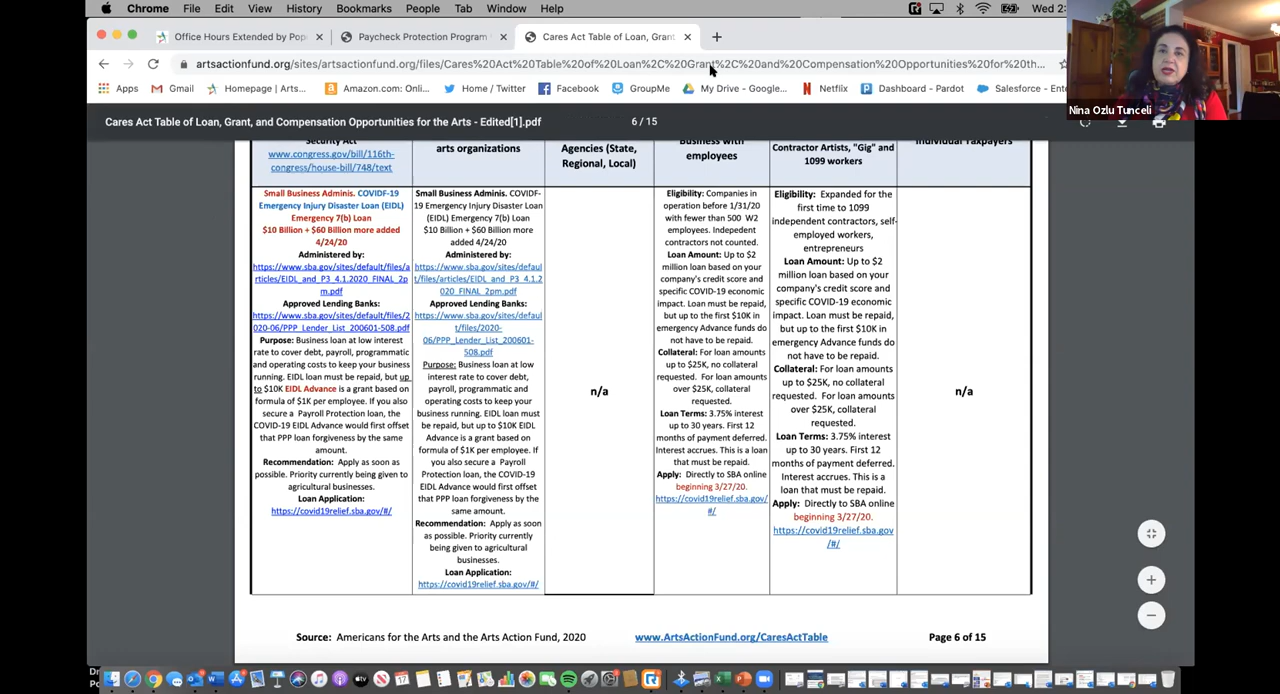 Chrome File Edit View History Bookmarks People Tab Window Help Wed 2:
Office Hours Extended by Pop
Paycheck Protection Program
Cares Act Table of Loan, Grant
artsactionfund.org/sites/artsactionfund.org/files/Cares%20Act%20Table%20of%20Loan%2C%20Grant%2C%20and%20Compensation%20Opportunities%20for%20th...
Apps Gmail Homepage | Arts... Amazon.com: Onli... Home / Twitter Facebook GroupMe My Drive - Google... Netflix Dashboard - Pardot Salesforce - Ente
Nina Ozlu Tunceli
Cares Act Table of Loan, Grant, and Compensation Opportunities for the Arts - Edited[1].pdf 6 / 15
Security Act
www.congress.gov/bill/116th-
congress/house-bill/748/text
arts organizations
Agencies (State,
Regional, Local)
Business with
employees
Contractor Artists, "Gig" and
1099 workers
Individual Taxpayers
Small Business Adminis. COVIDF-19
Emergency Injury Disaster Loan (EIDL)
Emergency 7(b) Loan
$10 Billion + $60 Billion more added
4/24/20
Administered by:
https://www.sba.gov/sites/default/files/a
rticles/EIDL_and_P3_4.1.2020_FINAL_2p
m.pdf
Approved Lending Banks:
https://www.sba.gov/sites/default/files/2
020-06/PPP_Lender_List_200601-508.pdf
Purpose: Business loan at low interest
rate to cover debt, payroll, programmatic
and operating costs to keep your business
running. EIDL loan must be repaid, but up
to $10K EIDL Advance is a grant based on
formula of $1K per employee. If you also
secure a Payroll Protection loan, the
COVID-19 EIDL Advance would first offset
that PPP loan forgiveness by the same
amount.
Recommendation: Apply as soon as
possible. Priority currently being given to
agricultural businesses.
Loan Application:
https://covid19relief.sba.gov/#/
Small Business Adminis. COVIDF-
19 Emergency Injury Disaster Loan
(EIDL) Emergency 7(b) Loan
$10 Billion + $60 Billion more
added 4/24/20
Administered by:
https://www.sba.gov/sites/defaul
t/files/articles/EIDL_and_P3_4.1.2
020_FINAL_2pm.pdf
Approved Lending Banks:
https://www.sba.gov/sites/defaul
t/files/2020-
06/PPP_Lender_List_200601-
508.pdf
Purpose: Business loan at low
interest rate to cover debt,
payroll, programmatic and
operating costs to keep your
business running. EIDL loan must
be repaid, but up to $10K EIDL
Advance is a grant based on
formula of $1K per employee. If
you also secure a Payroll
Protection loan, the COVID-19
EIDL Advance would first offset
that PPP loan forgiveness by the
same amount.
Recommendation: Apply as soon
as possible. Priority currently
being given to agricultural
businesses.
Loan Application:
https://covid19relief.sba.gov/#/
n/a
Eligibility: Companies in
operation before 1/31/20
with fewer than 500 W2
employees. Indepedent
contractors not counted.
Loan Amount: Up to $2
million loan based on your
company's credit score and
specific COVID-19 economic
impact. Loan must be repaid,
but up to the first $10K in
emergency Advance funds do
not have to be repaid.
Collateral: For loan amounts
up to $25K, no collateral
requested. For loan amounts
over $25K, collateral
requested.
Loan Terms: 3.75% interest
up to 30 years. First 12
months of payment deferred.
Interest accrues. This is a loan
that must be repaid.
Apply: Directly to SBA online
beginning 3/27/20.
https://covid19relief.sba.gov/
#/
Eligibility: Expanded for the
first time to 1099
independent contractors, self-
employed workers,
entrepreneurs
Loan Amount: Up to $2
million loan based on your
company's credit score and
specific COVID-19 economic
impact. Loan must be repaid,
but up to the first $10K in
emergency Advance funds do
not have to be repaid.
Collateral: For loan amounts
up to $25K, no collateral
requested. For loan amounts
over $25K, collateral
requested.
Loan Terms: 3.75% interest
up to 30 years. First 12
months of payment deferred.
Interest accrues. This is a
loan that must be repaid.
Apply: Directly to SBA online
beginning 3/27/20.
https://covid19relief.sba.gov
/#/
n/a
Source: Americans for the Arts and the Arts Action Fund, 2020 www.ArtsActionFund.org/CaresActTable Page 6 of 15